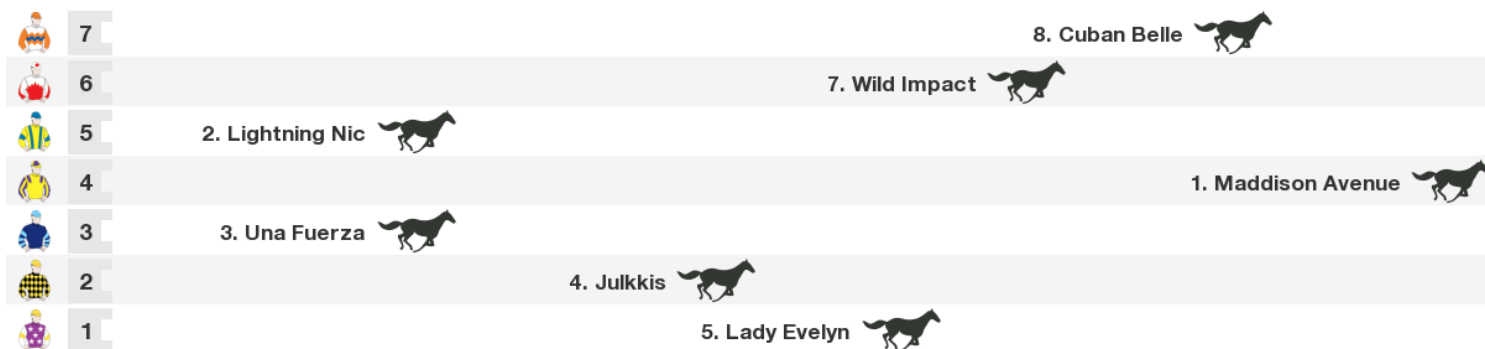 7 8. Cuban Belle
6 7. Wild Impact
5 2. Lightning Nic
4 1. Maddison Avenue
3 3. Una Fuerza
2 4. Julkkis
1 5. Lady Evelyn